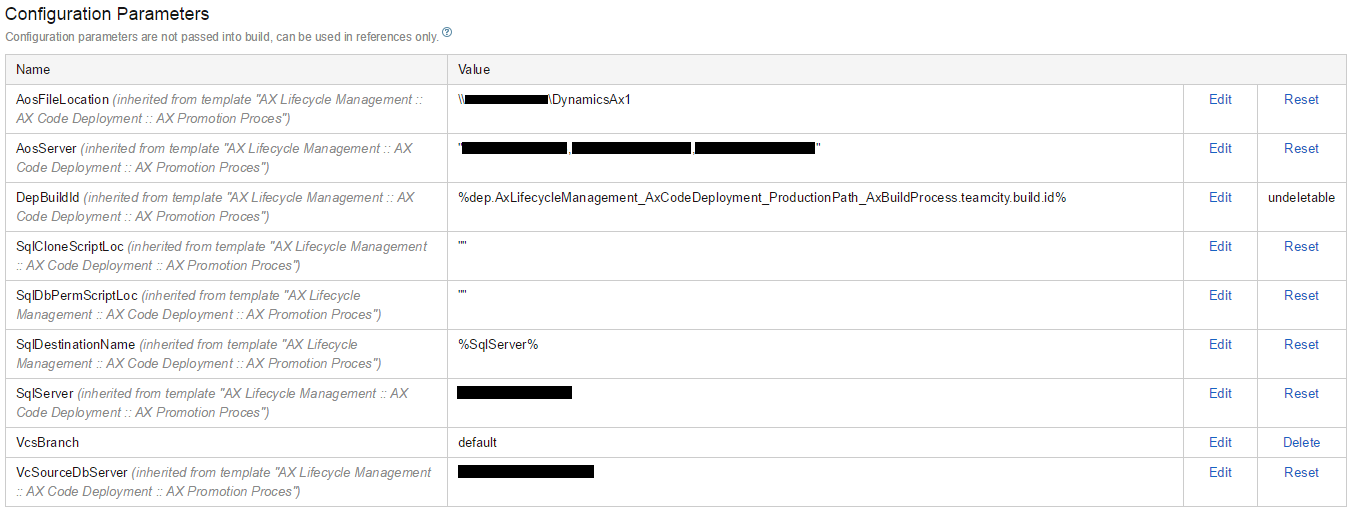 Configuration Parameters
Configuration parameters are not passed into build, can be used in references only. ?
Name Value
AosFileLocation (inherited from template "AX Lifecycle Management :: \\ \DynamicsAx1 Edit Reset
AX Code Deployment :: AX Promotion Proces")
AosServer (inherited from template "AX Lifecycle Management :: AX " , , " Edit Reset
Code Deployment :: AX Promotion Proces")
DepBuildId (inherited from template "AX Lifecycle Management :: AX %dep.AxLifecycleManagement_AxCodeDeployment_ProductionPath_AxBuildProcess.teamcity.build.id% Edit undeletable
Code Deployment :: AX Promotion Proces")
SqlCloneScriptLoc (inherited from template "AX Lifecycle Management "" Edit Reset
:: AX Code Deployment :: AX Promotion Proces")
SqlDbPermScriptLoc (inherited from template "AX Lifecycle "" Edit Reset
Management :: AX Code Deployment :: AX Promotion Proces")
SqlDestinationName (inherited from template "AX Lifecycle %SqlServer% Edit Reset
Management :: AX Code Deployment :: AX Promotion Proces")
SqlServer (inherited from template "AX Lifecycle Management :: AX Edit Reset
Code Deployment :: AX Promotion Proces")
VcsBranch default Edit Delete
VcSourceDbServer (inherited from template "AX Lifecycle Management Edit Reset
:: AX Code Deployment :: AX Promotion Proces")